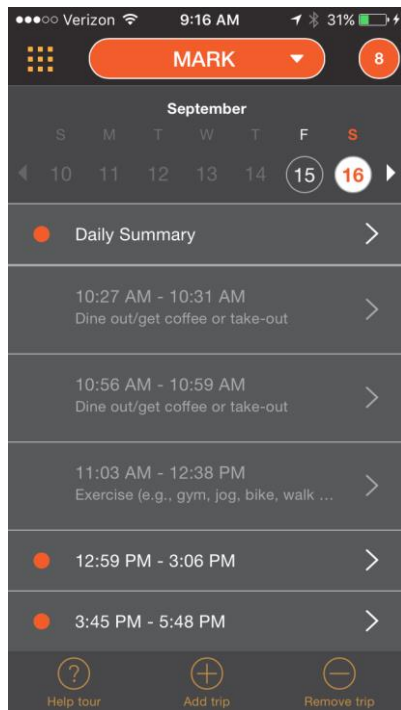 Verizon 9:16 AM 31%
MARK 8
September
S M T W T F S
10 11 12 13 14 15 16
Daily Summary
10:27 AM - 10:31 AM
Dine out/get coffee or take-out
10:56 AM - 10:59 AM
Dine out/get coffee or take-out
11:03 AM - 12:38 PM
Exercise (e.g., gym, jog, bike, walk ...
12:59 PM - 3:06 PM
3:45 PM - 5:48 PM
?
Help tour Add trip Remove trip